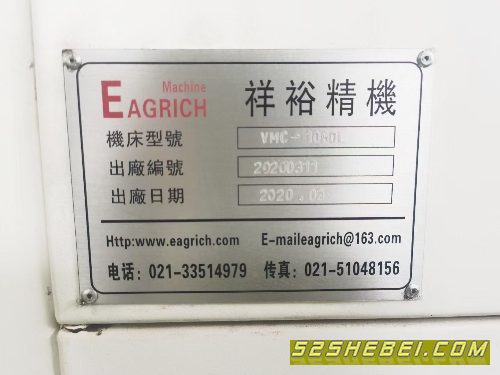 Machine
EAGRICH 祥裕精機
機床型號 VMC-1040L
出廠編號 20200311
出廠日期 2020.03
Http:www.eagrich.com E-maileagrich@163.com
电话: 021-33514979 传真: 021-51048156
52SHEBEI.COM